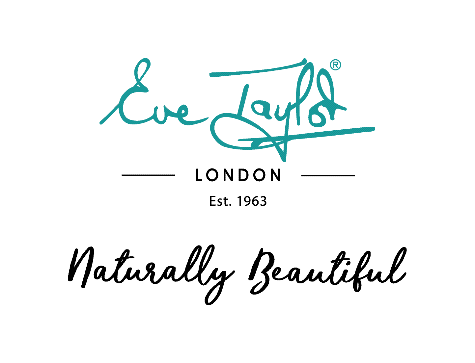 Eve Taylor®
LONDON
Est. 1963
Naturally Beautiful